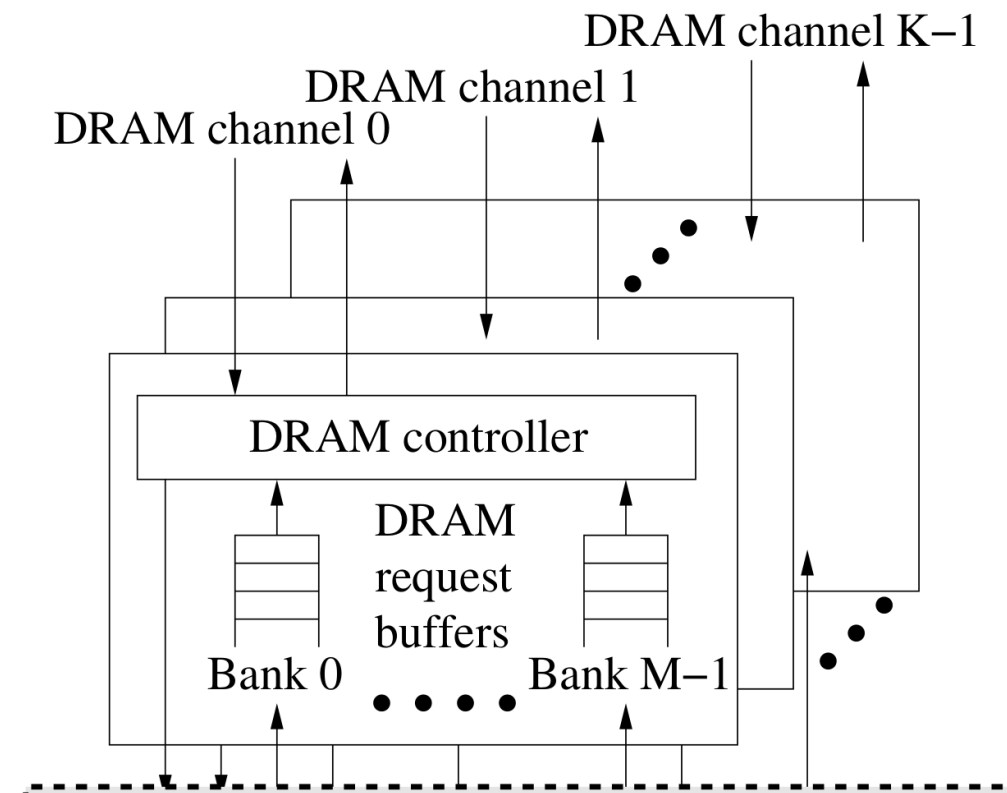 DRAM channel K−1
DRAM channel 1
DRAM channel 0
DRAM controller
DRAM
request
buffers
Bank 0
Bank M−1